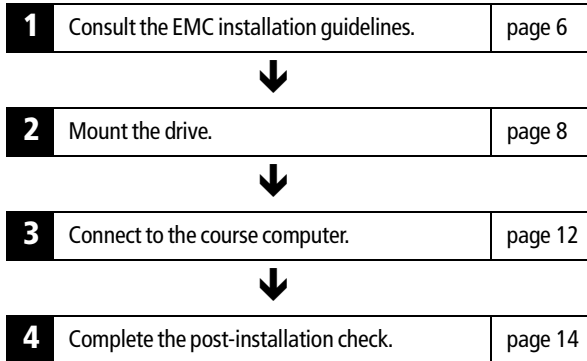 1 Consult the EMC installation guidelines. page 6
2 Mount the drive. page 8
3 Connect to the course computer. page 12
4 Complete the post-installation check. page 14